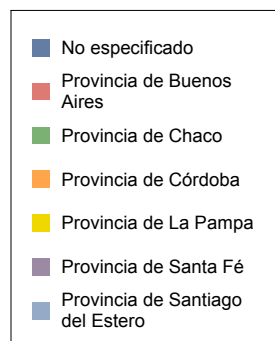 No especificado
Provincia de Buenos
Aires
Provincia de Chaco
Provincia de Córdoba
Provincia de La Pampa
Provincia de Santa Fé
Provincia de Santiago
del Estero